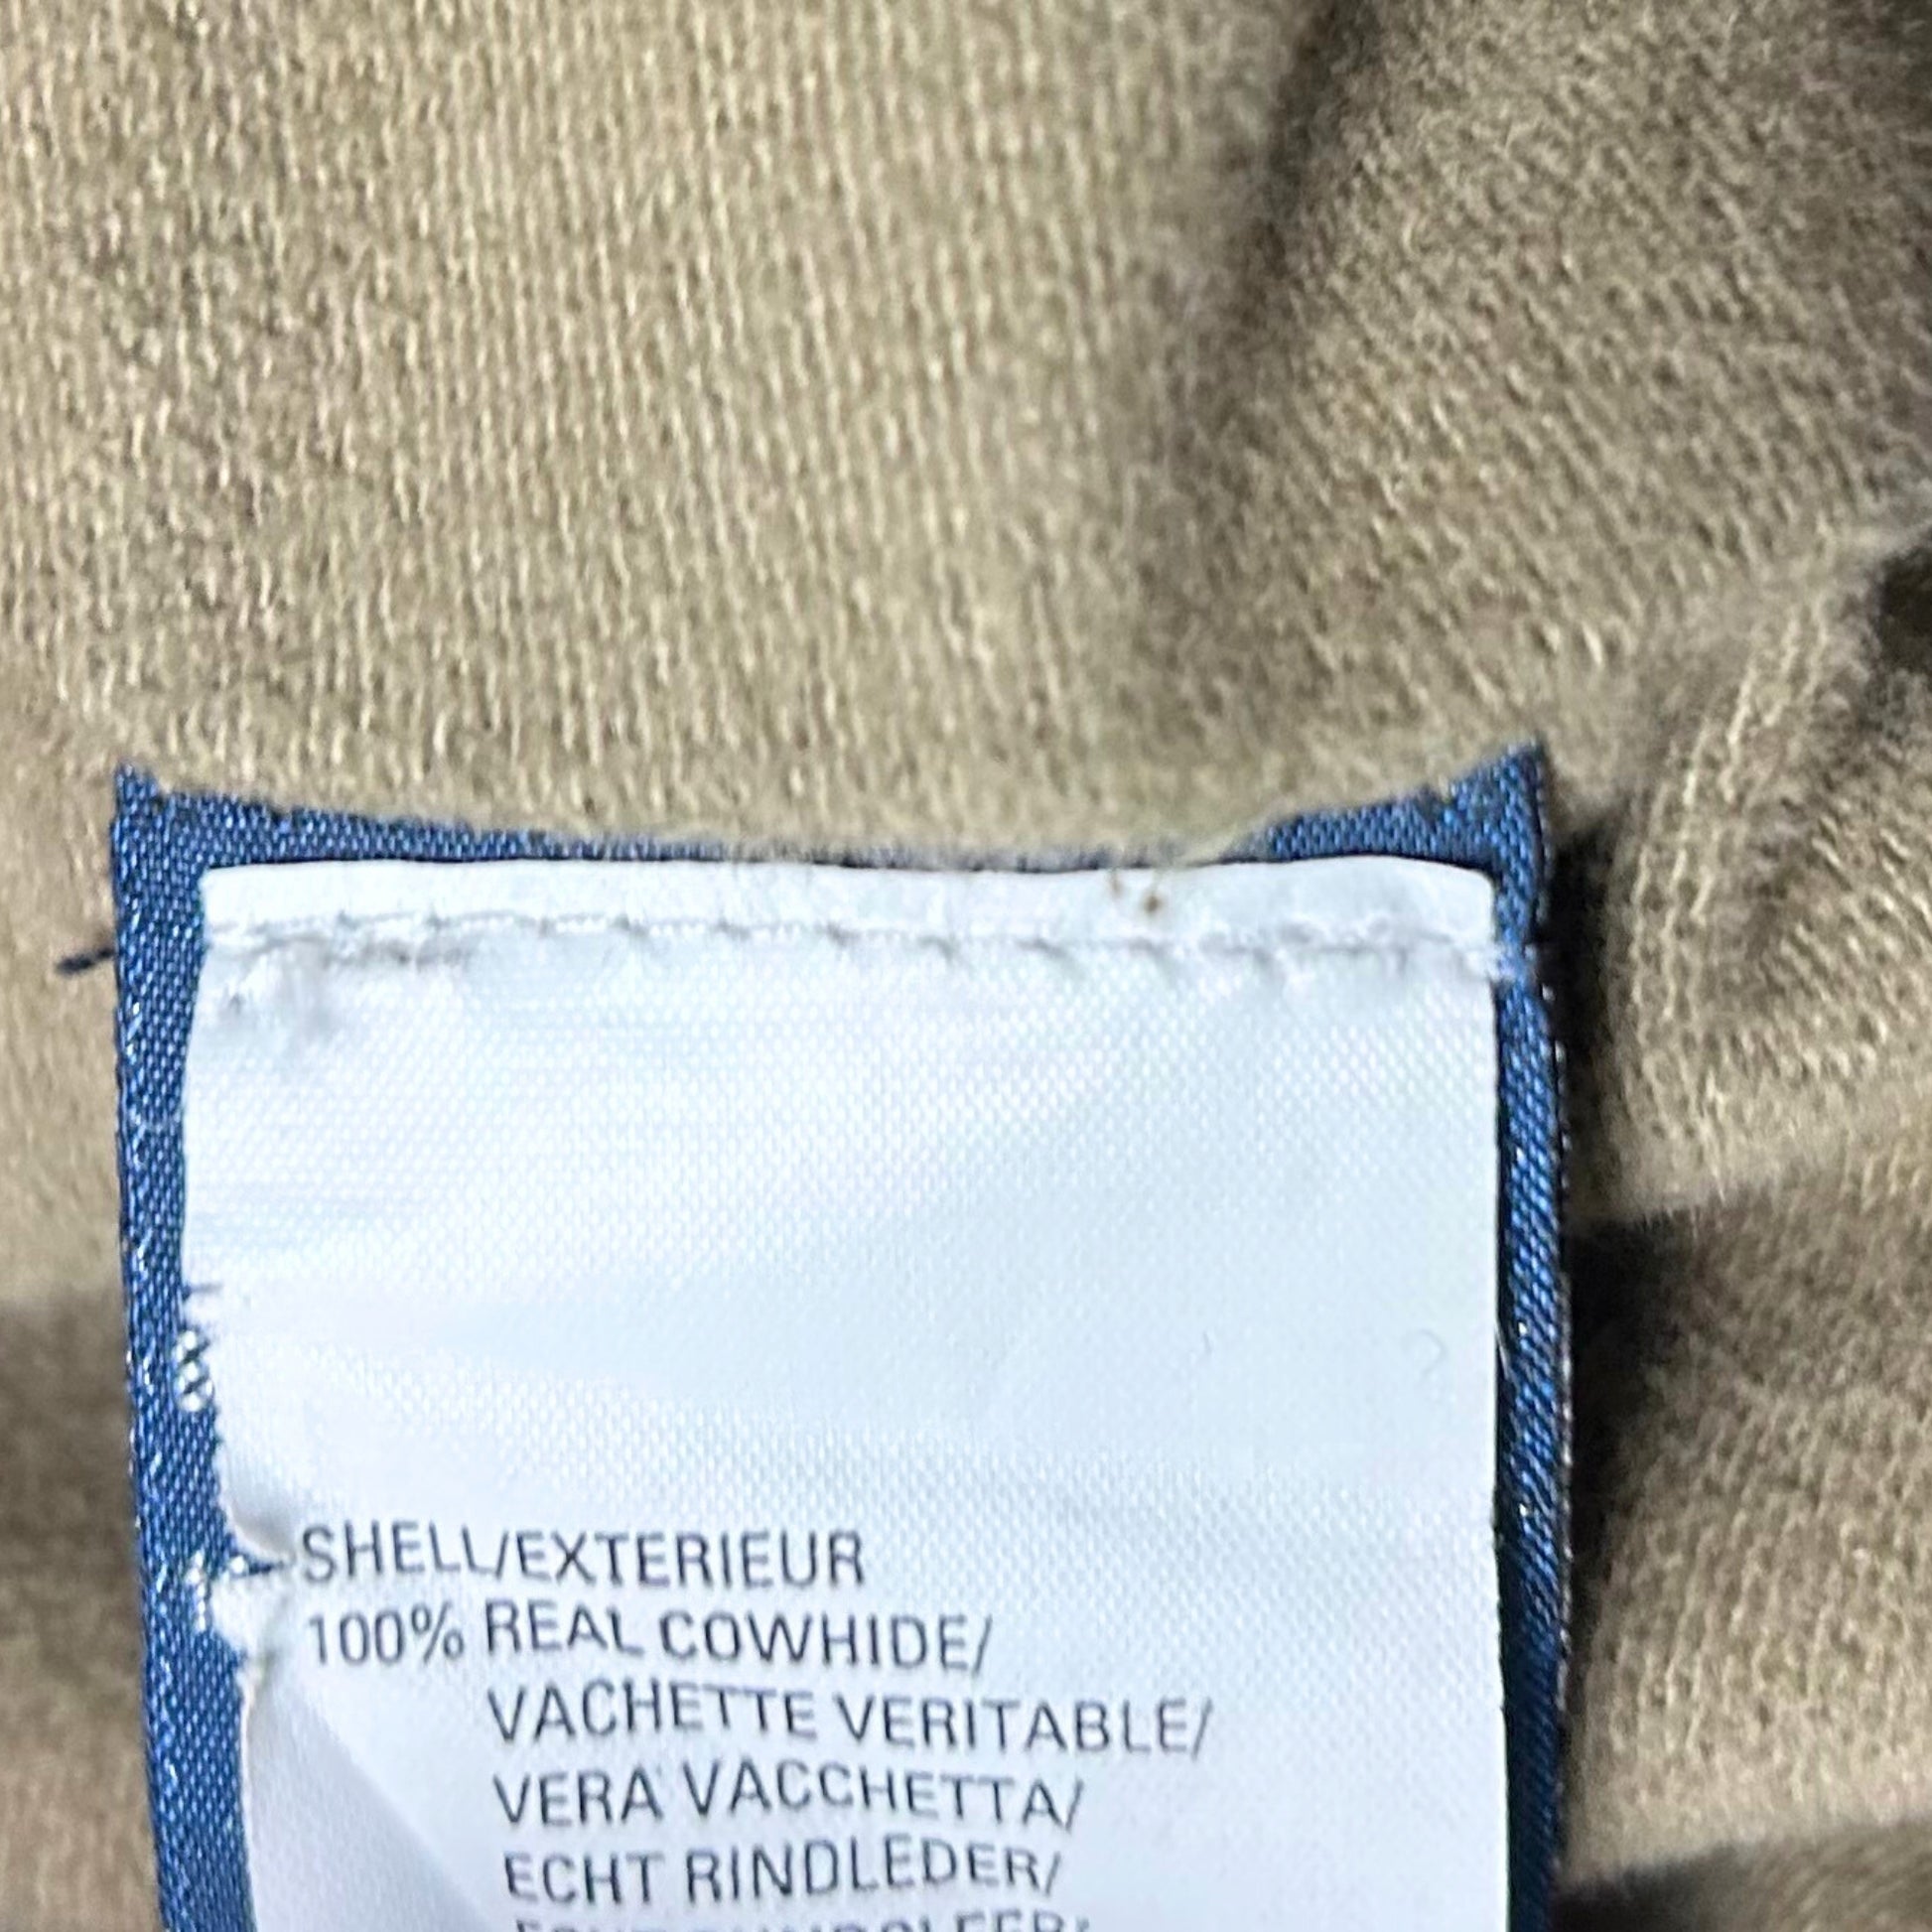 SHELL/EXTERIEUR
100% REAL COWHIDE/
VACHETTE VERITABLE/
VERA VACCHETTA/
ECHT RINDLEDER/